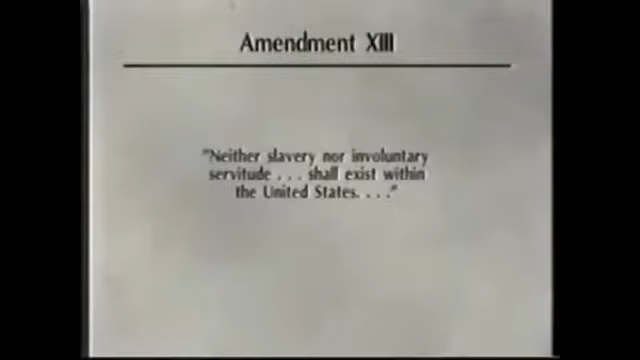 Amendment XIII
"Neither slavery nor involuntary
servitude . . . shall exist within
the United States. . . ."